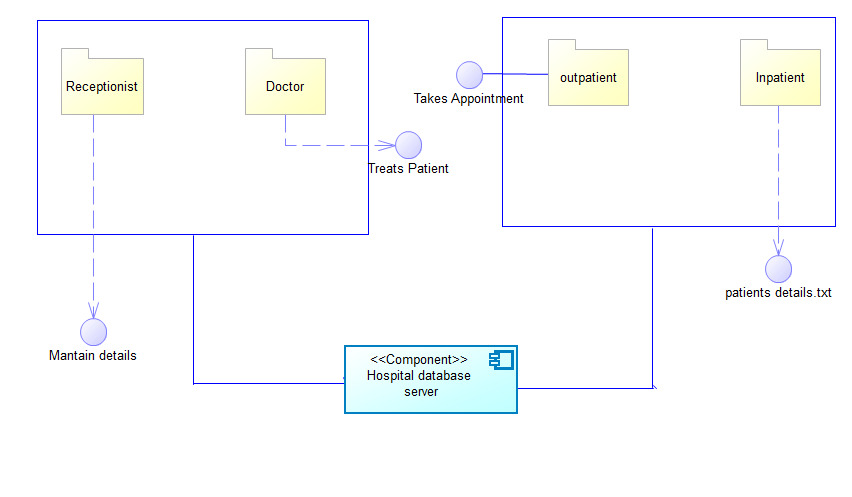 Receptionist
Doctor
outpatient
Inpatient
Takes Appointment
Treats Patient
patients details.txt
Mantain details
<<Component>>
Hospital database
server